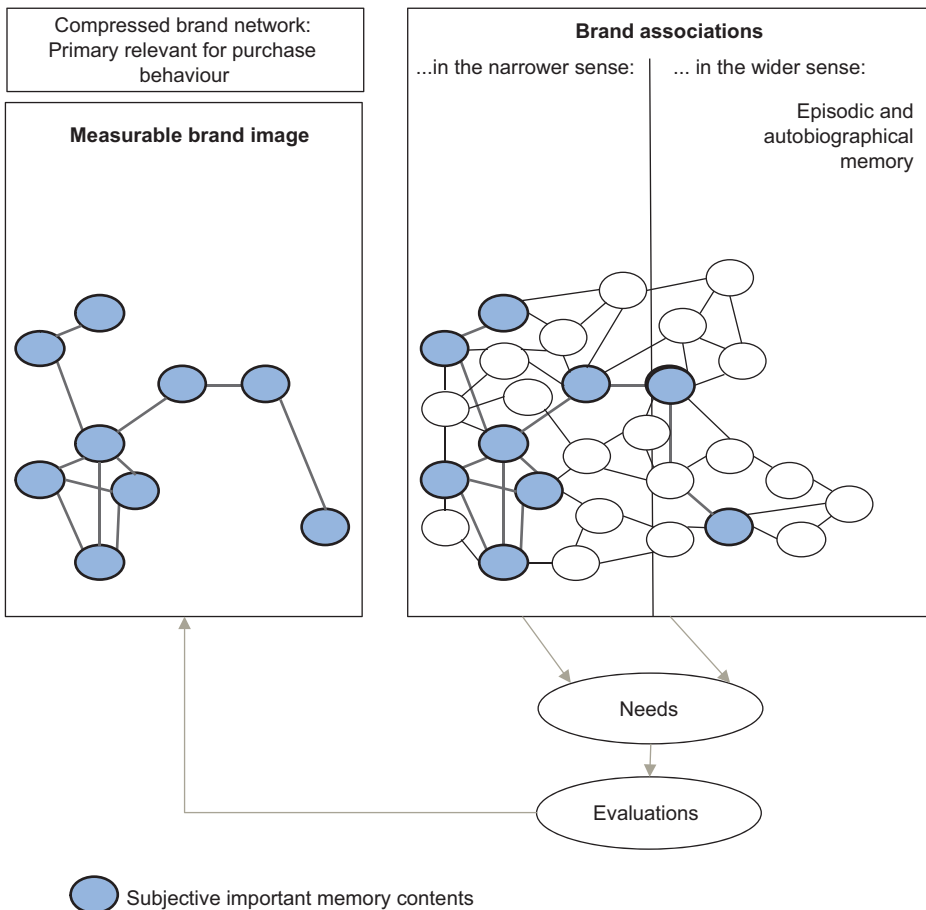 Compressed brand network:
Primary relevant for purchase
behaviour
Measurable brand image
Brand associations
...in the narrower sense:
... in the wider sense:
Episodic and
autobiographical
memory
Needs
Evaluations
Subjective important memory contents